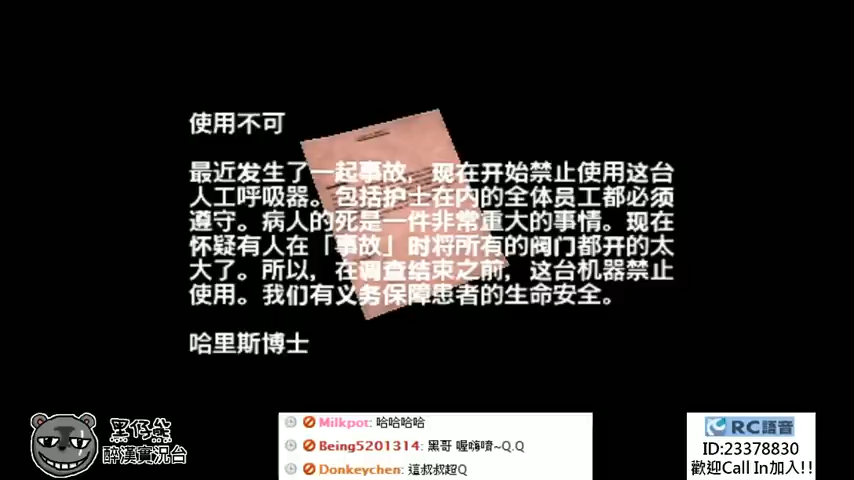 使用不可
最近发生了一起事故，现在开始禁止使用这台
人工呼吸器。包括护士在内的全体员工都必须
遵守。病人的死是一件非常重大的事情。现在
怀疑有人在「事故」时将所有的阀门都开的太
大了。所以，在调查结束之前，这台机器禁止
使用。我们有义务保障患者的生命安全。
哈里斯博士
黑仔熊
醉漢實況台
Milkpot: 哈哈哈哈
Being5201314: 黑哥 喔嗨唷~Q.Q
Donkeychen: 這叔叔超Q
RC語音
ID:23378830
歡迎Call In加入!!